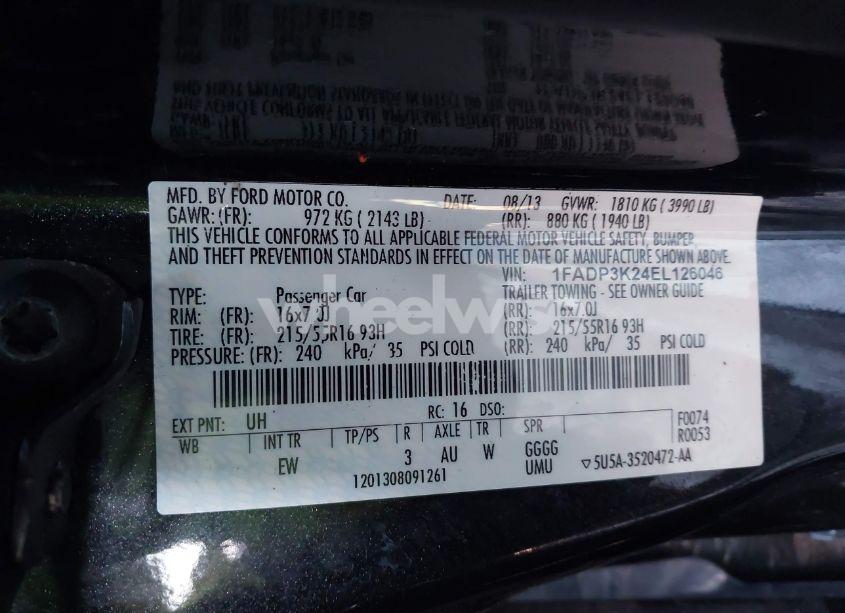 MFD. BY FORD MOTOR CO. DATE: 08/13 GVWR: 1810 KG ( 3990 LB)
GAWR: (FR): 972 KG ( 2143 LB) (RR): 880 KG ( 1940 LB)
THIS VEHICLE CONFORMS TO ALL APPLICABLE FEDERAL MOTOR VEHICLE SAFETY, BUMPER,
AND THEFT PREVENTION STANDARDS IN EFFECT ON THE DATE OF MANUFACTURE SHOWN ABOVE.
VIN: 1FADP3K24EL126046
TYPE: Passenger Car TRAILER TOWING - SEE OWNER GUIDE
RIM: (FR): 16x7.0J (RR): 16x7.0J
TIRE: (FR): 215/55R16 93H (RR): 215/55R16 93H
PRESSURE: (FR): 240 kPa/ 35 PSI COLD (RR): 240 kPa/ 35 PSI COLD
RC: 16 DSO:
EXT PNT: UH F0074
WB INT TR TP/PS R AXLE TR SPR R0053
EW 3 AU W GGGG
UMU ▽5U5A-3520472-AA
1201308091261